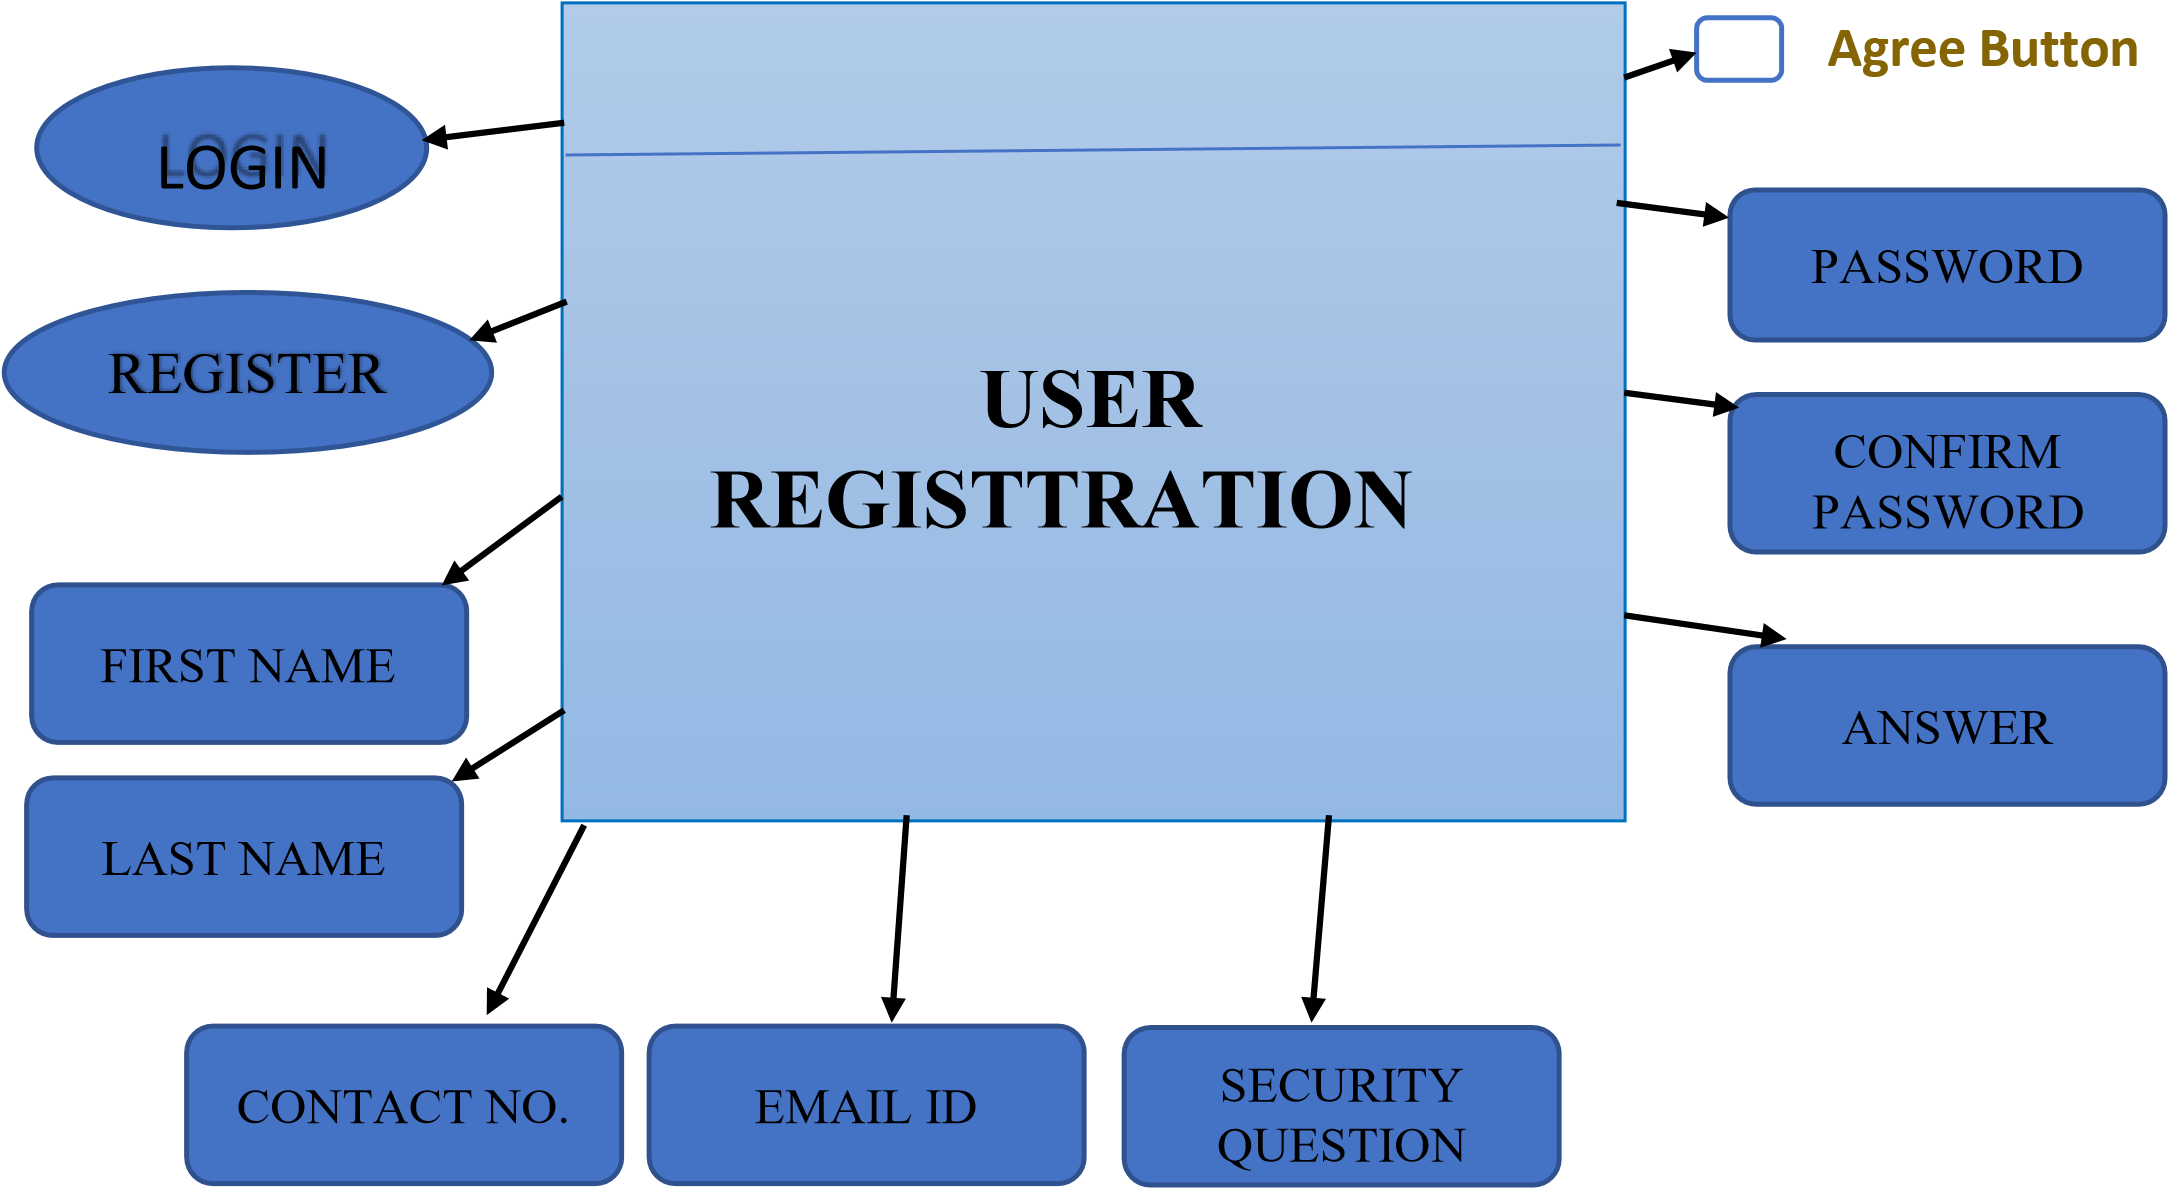 Agree Button
LOGIN
PASSWORD
REGISTER
USER
REGISTTRATION
CONFIRM
PASSWORD
FIRST NAME
ANSWER
LAST NAME
CONTACT NO.
EMAIL ID
SECURITY
QUESTION